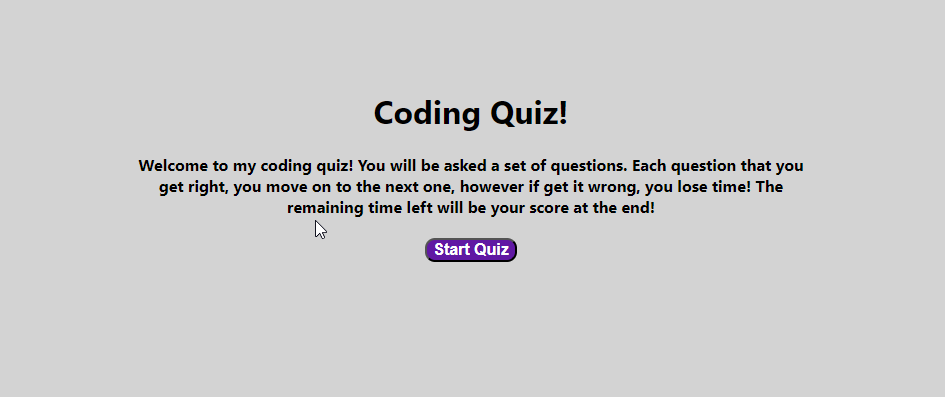 Coding Quiz!
Welcome to my coding quiz! You will be asked a set of questions. Each question that you
get right, you move on to the next one, however if get it wrong, you lose time! The
remaining time left will be your score at the end!
Start Quiz